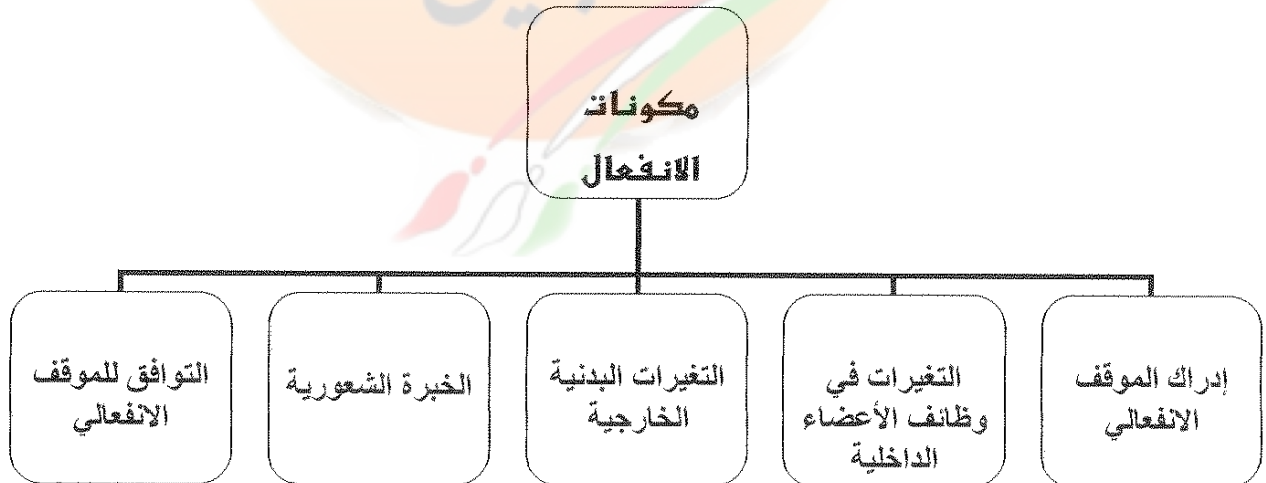 مكونات
الانفعال
إدراك الموقف
الانفعالي
التغيرات في
وظائف الأعضاء
الداخلية
التغيرات البدنية
الخارجية
الخبرة الشعورية
التوافق للموقف
الانفعالي